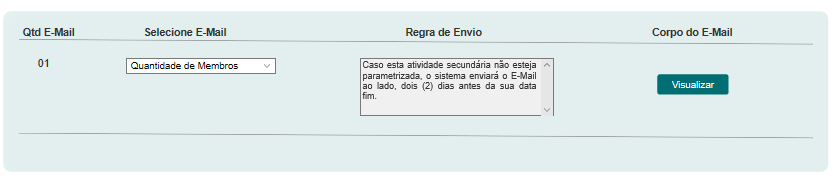 Qtd E-Mail Selecione E-Mail Regra de Envio Corpo do E-Mail
01 Quantidade de Membros
Caso esta atividade secundária não esteja
parametrizada, o sistema enviará o E-Mail
ao lado, dois (2) dias antes da sua data
fim.
Visualizar